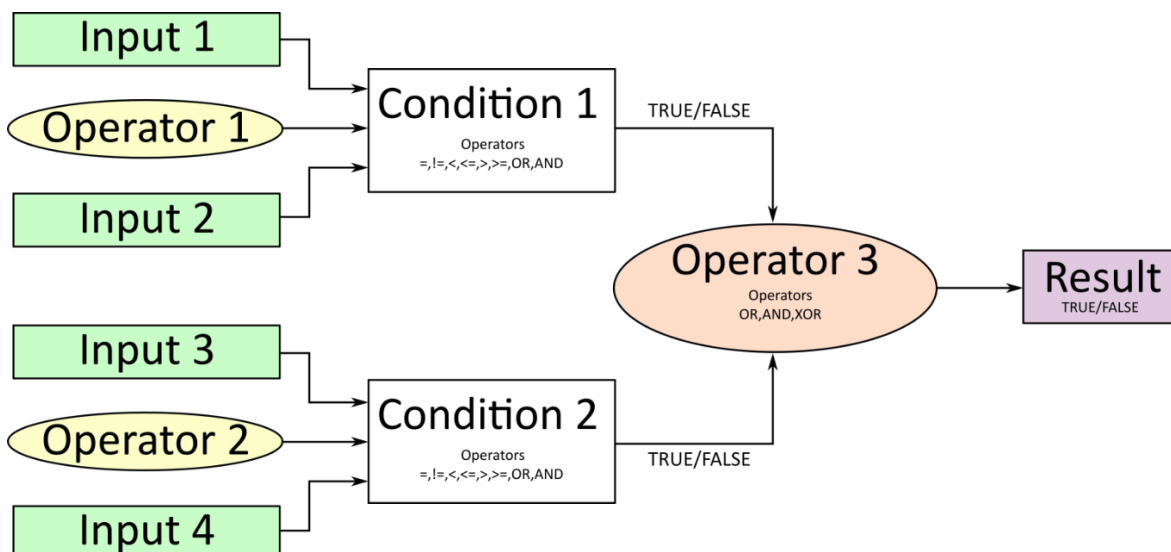 Input 1
Operator 1
Input 2
Condition 1
Operators
=,!=,<,<=,>,>=,OR,AND
TRUE/FALSE
Input 3
Operator 2
Input 4
Condition 2
Operators
=,!=,<,<=,>,>=,OR,AND
TRUE/FALSE
Operator 3
Operators
OR,AND,XOR
Result
TRUE/FALSE